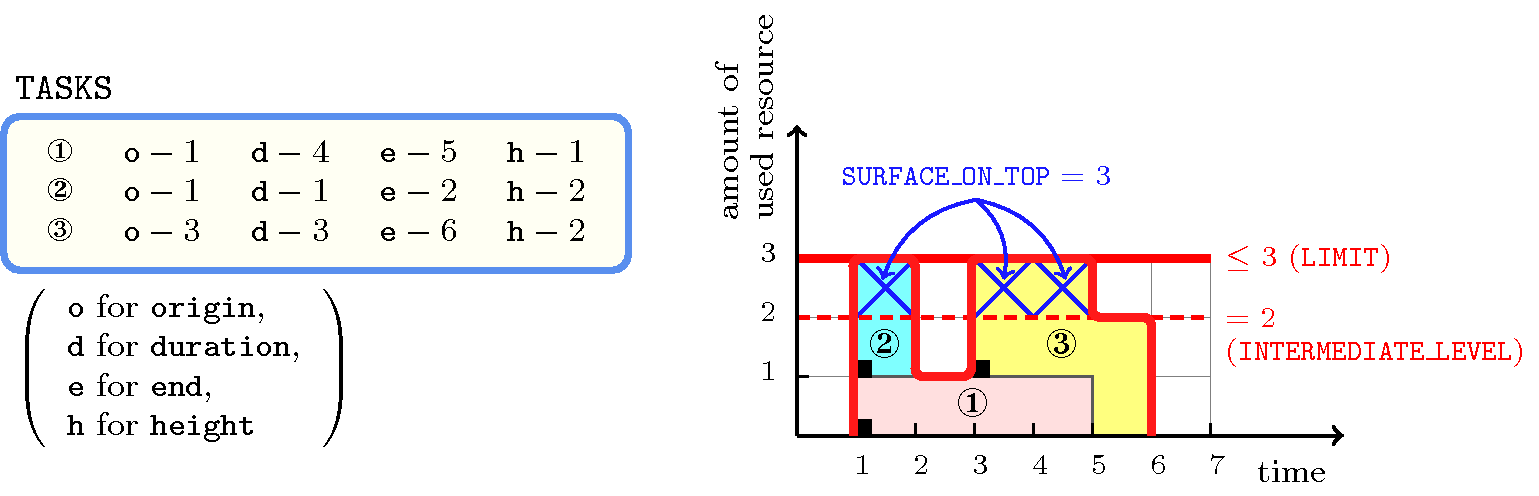 TASKS
① o – 1 d – 4 e – 5 h – 1
② o – 1 d – 1 e – 2 h – 2
③ o – 3 d – 3 e – 6 h – 2
o for origin,
d for duration,
e for end,
h for height
amount of
used resource
SURFACE_ON_TOP = 3
3
≤ 3 (LIMIT)
2
= 2
(INTERMEDIATE_LEVEL)
② ③
1
①
1 2 3 4 5 6 7
time